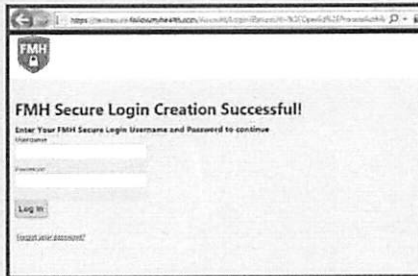 FMH
FMH Secure Login Creation Successful!
Enter Your FMH Secure Login Username and Password to continue
Username
Password
Log In
Forgot your password?